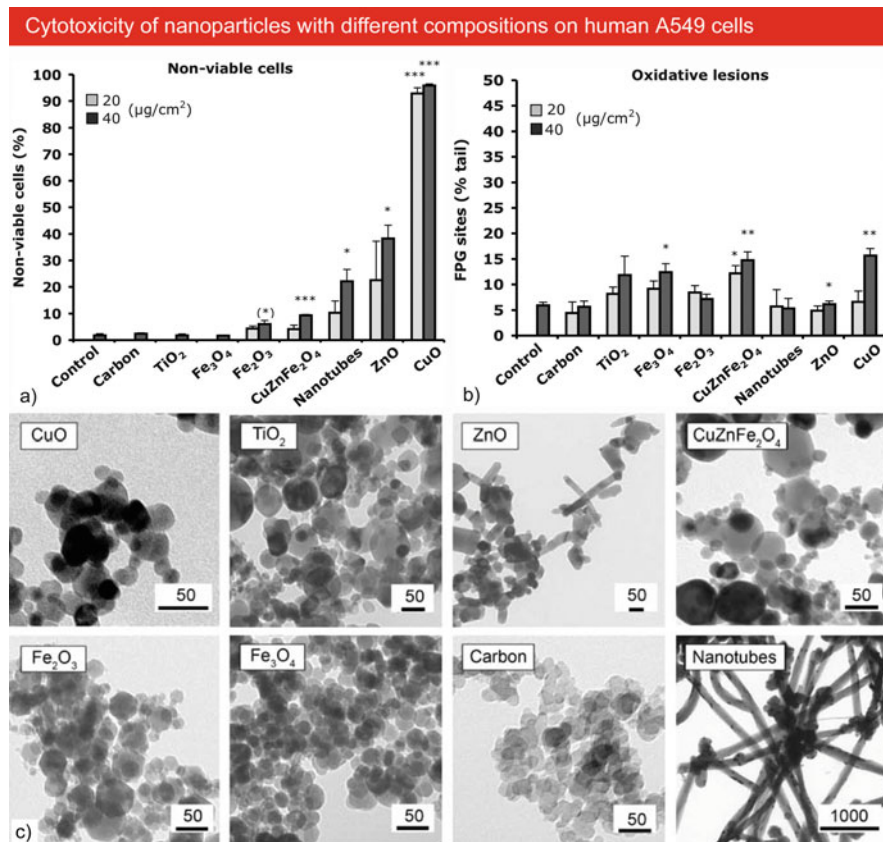 Cytotoxicity of nanoparticles with different compositions on human A549 cells
Non-viable cells
Non-viable cells (%)
100
90
80
70
60
50
40
30
20
10
0
20
40
(µg/cm²)
(*)
***
*
*
***
***
Control
Carbon
TiO₂
Fe₃O₄
Fe₂O₃
CuZnFe₂O₄
Nanotubes
ZnO
CuO
a)
Oxidative lesions
FPG sites (% tail)
50
45
40
35
30
25
20
15
10
5
0
20
40
(µg/cm²)
*
*
**
*
**
Control
Carbon
TiO₂
Fe₃O₄
Fe₂O₃
CuZnFe₂O₄
Nanotubes
ZnO
CuO
b)
CuO
50
TiO₂
50
ZnO
50
CuZnFe₂O₄
50
Fe₂O₃
50
Fe₃O₄
50
Carbon
50
Nanotubes
1000
c)